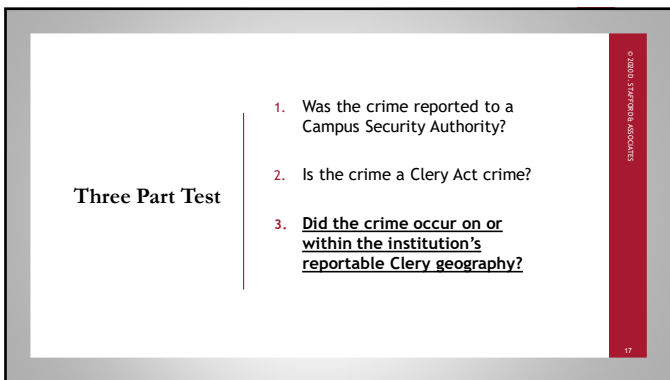 Three Part Test
1. Was the crime reported to a
Campus Security Authority?
2. Is the crime a Clery Act crime?
3. Did the crime occur on or
within the institution's
reportable Clery geography?
© 2020 D. STAFFORD & ASSOCIATES
17